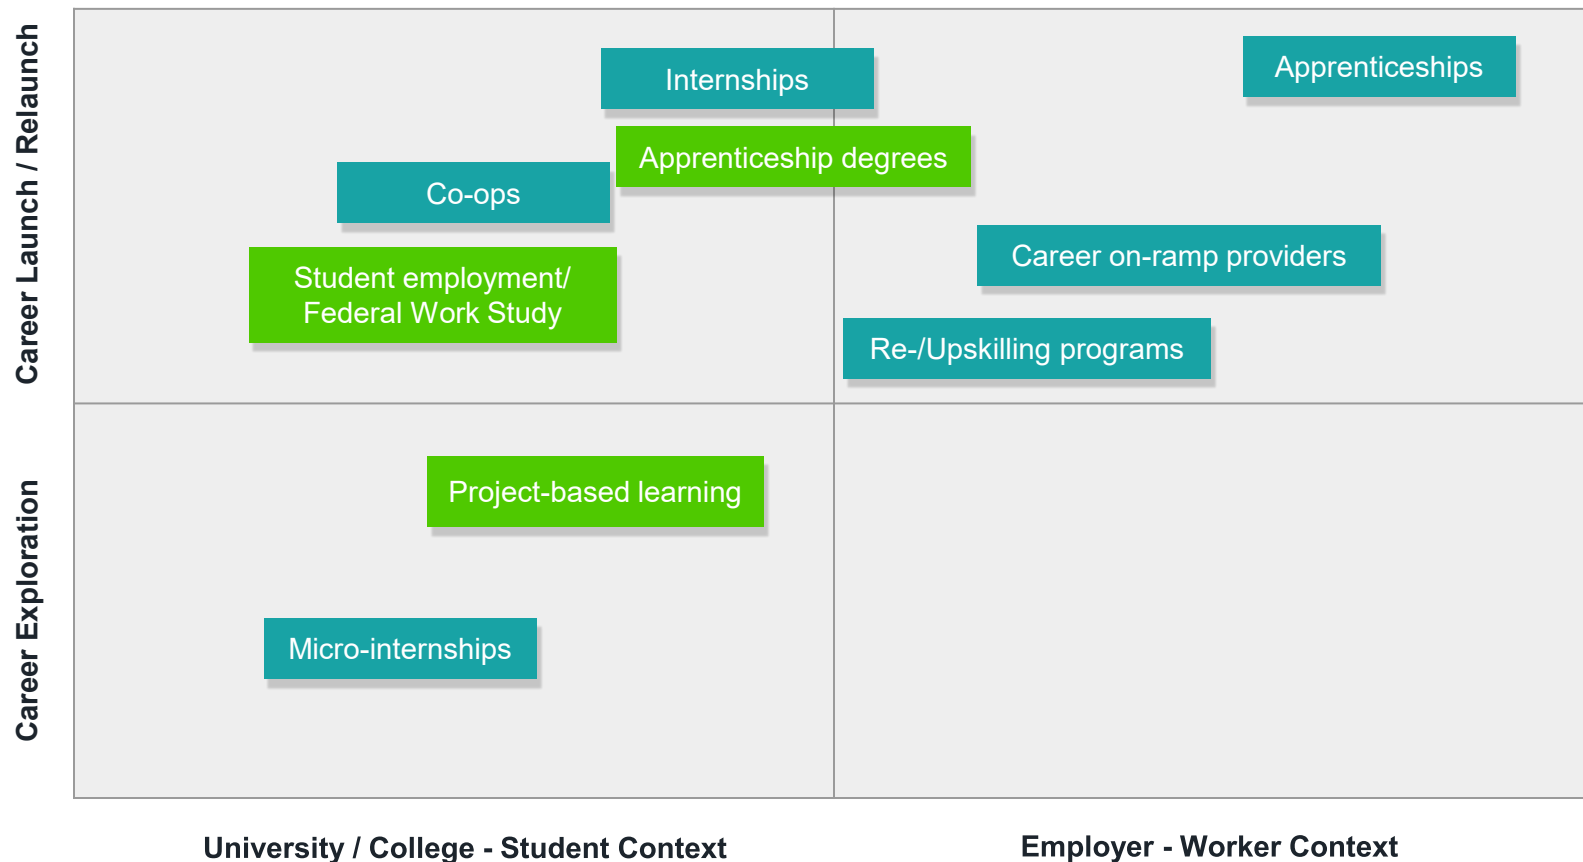 Career Launch / Relaunch
Internships
Apprenticeships
Apprenticeship degrees
Co-ops
Career on-ramp providers
Student employment/
Federal Work Study
Re-/Upskilling programs
Career Exploration
Project-based learning
Micro-internships
University / College - Student Context
Employer - Worker Context